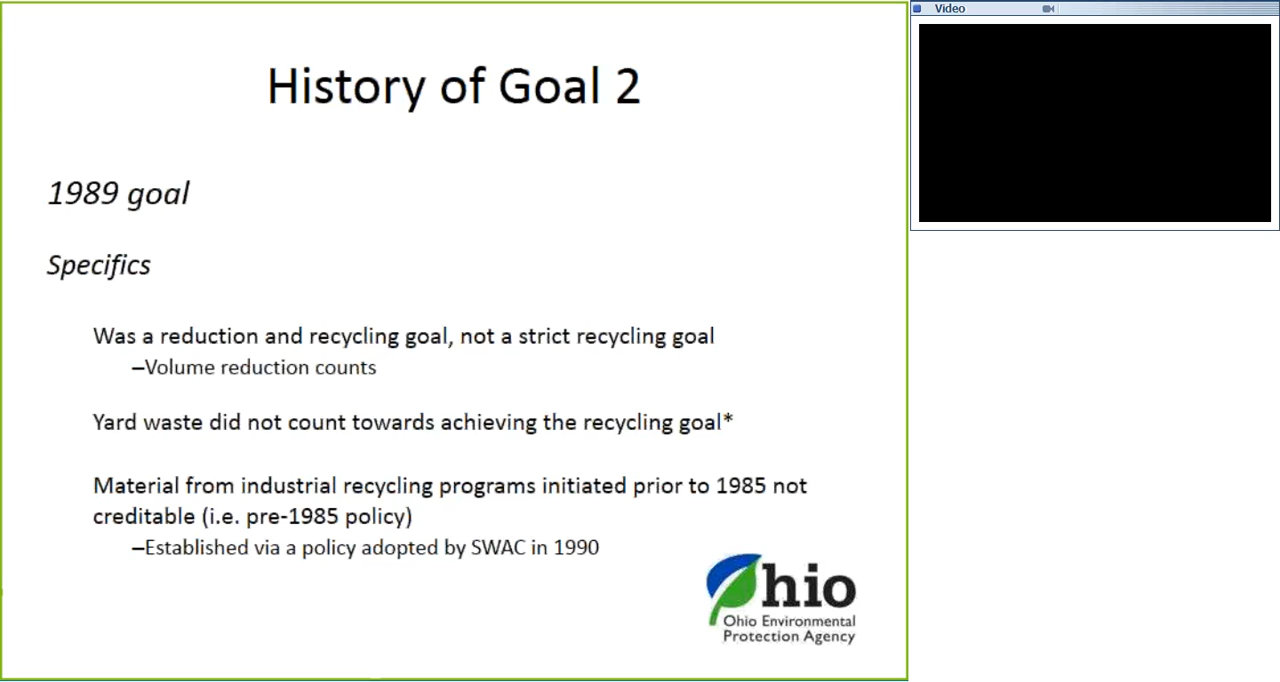 Video
History of Goal 2
1989 goal
Specifics
Was a reduction and recycling goal, not a strict recycling goal
–Volume reduction counts
Yard waste did not count towards achieving the recycling goal*
Material from industrial recycling programs initiated prior to 1985 not
creditable (i.e. pre-1985 policy)
–Established via a policy adopted by SWAC in 1990
Ohio
Ohio Environmental
Protection Agency